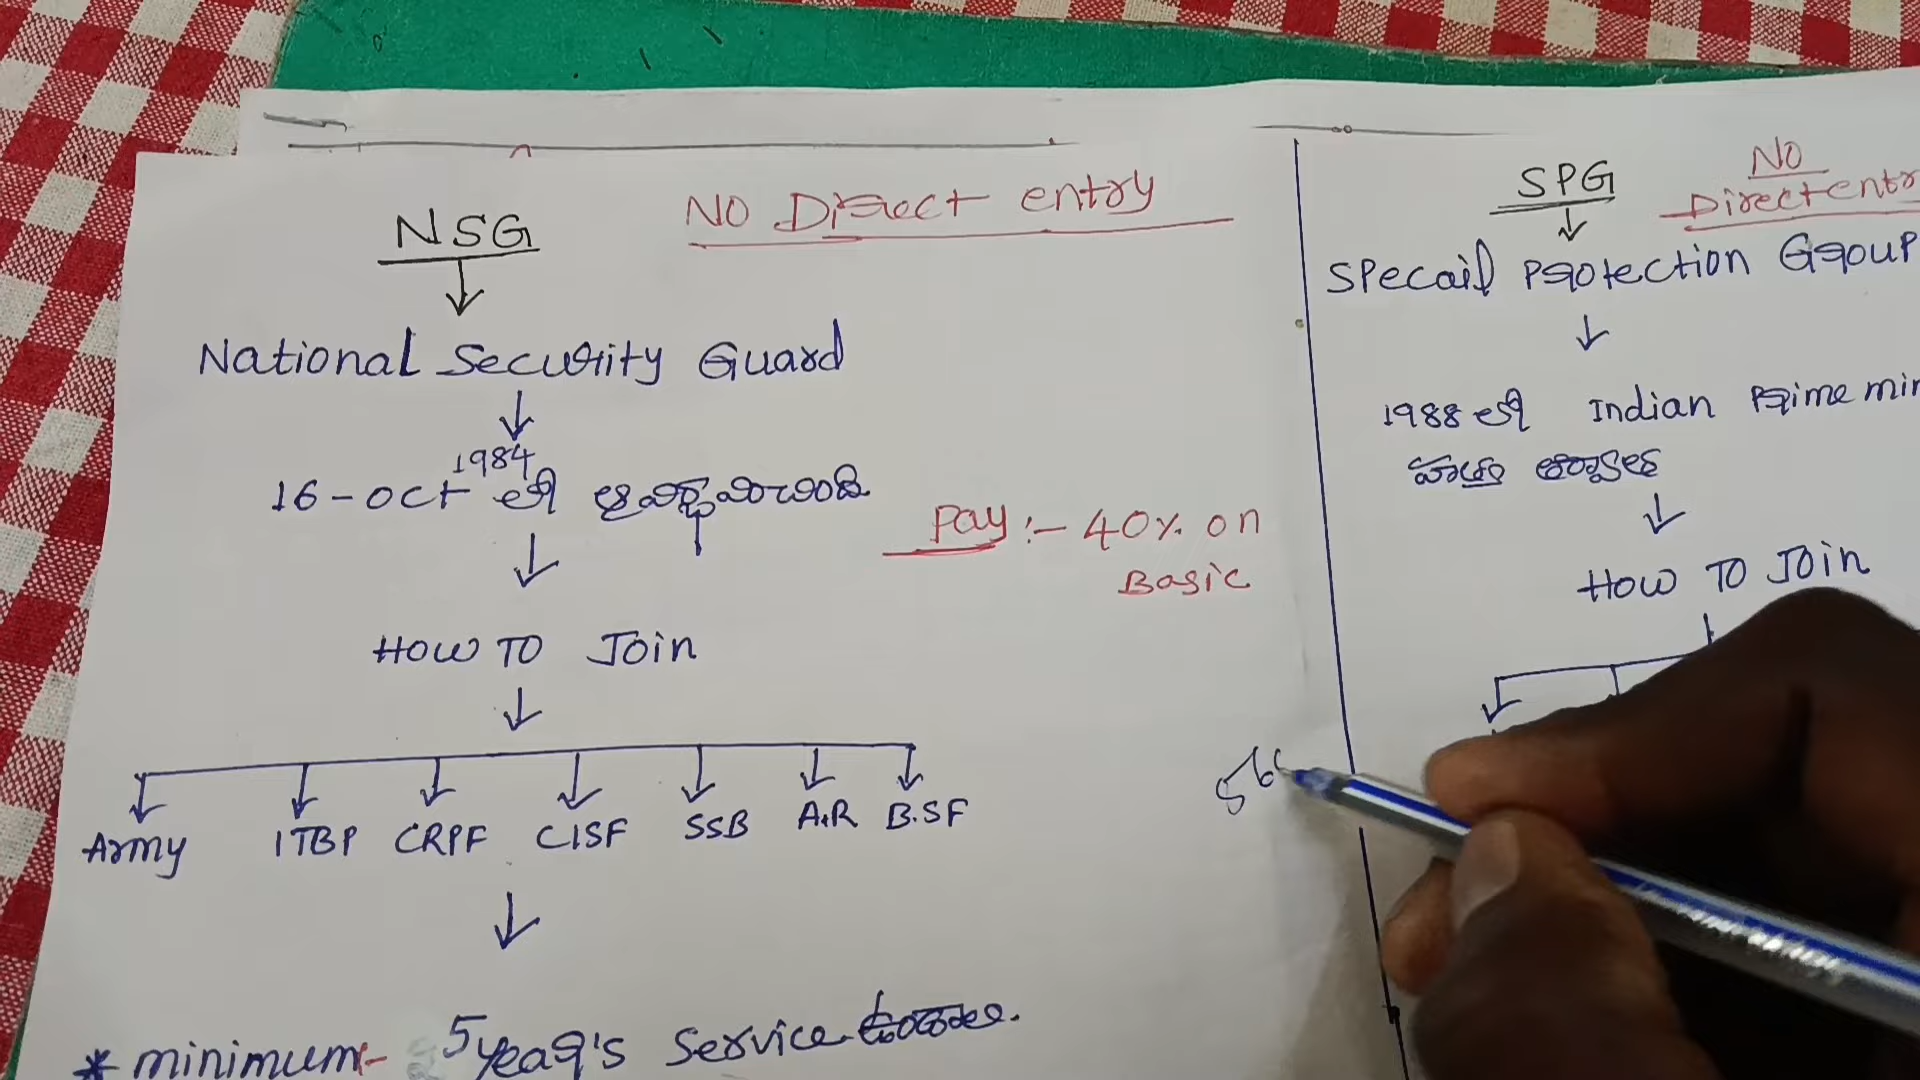 NSG
NO Direct entry
National Security Guard
1984
16-oct లో
Pay :- 40% on
Basic
HOW TO Join
Army ITBP CRPF CISF SSB A.R B.SF
* minimum- 5 year's Service ఉండాలి.
SPG
NO
Direct entr
SPecail Protection GrouP
1988 లో Indian Prime min
HOW TO Join